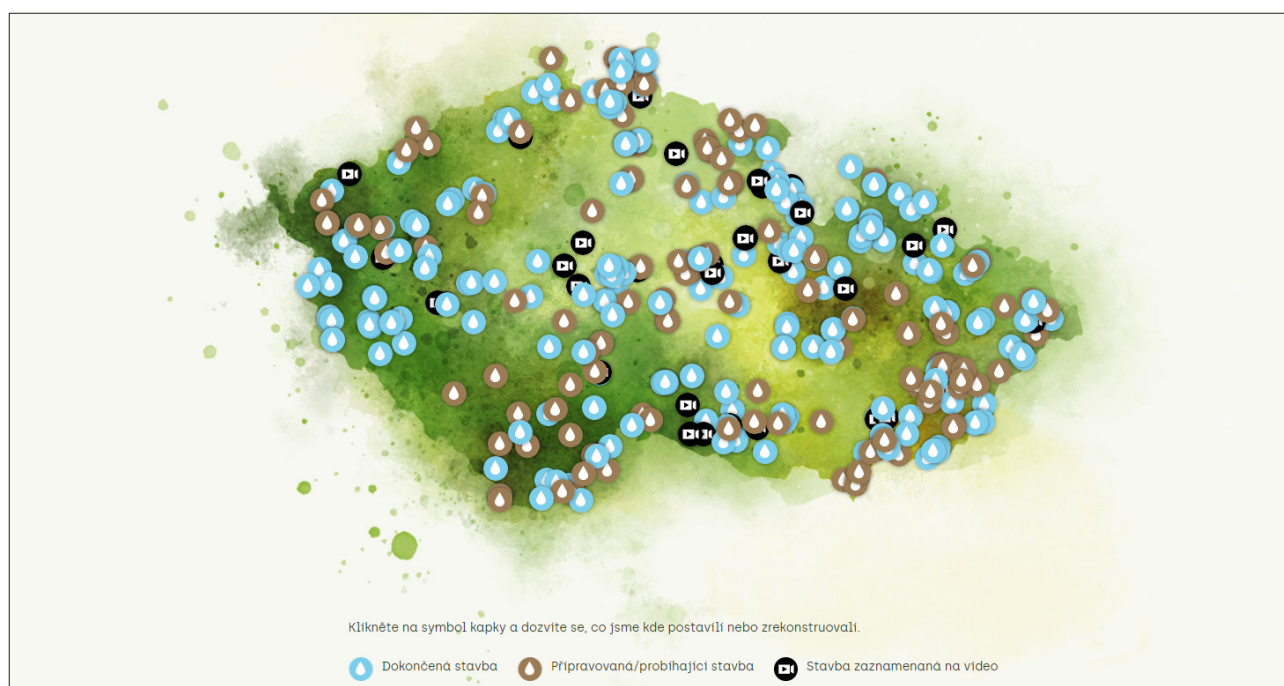 Klikněte na symbol kapky a dozvíte se, co jsme kde postavili nebo zrekonstruovali.
Dokončená stavba
Připravovaná/probíhající stavba
Stavba zaznamenaná na video